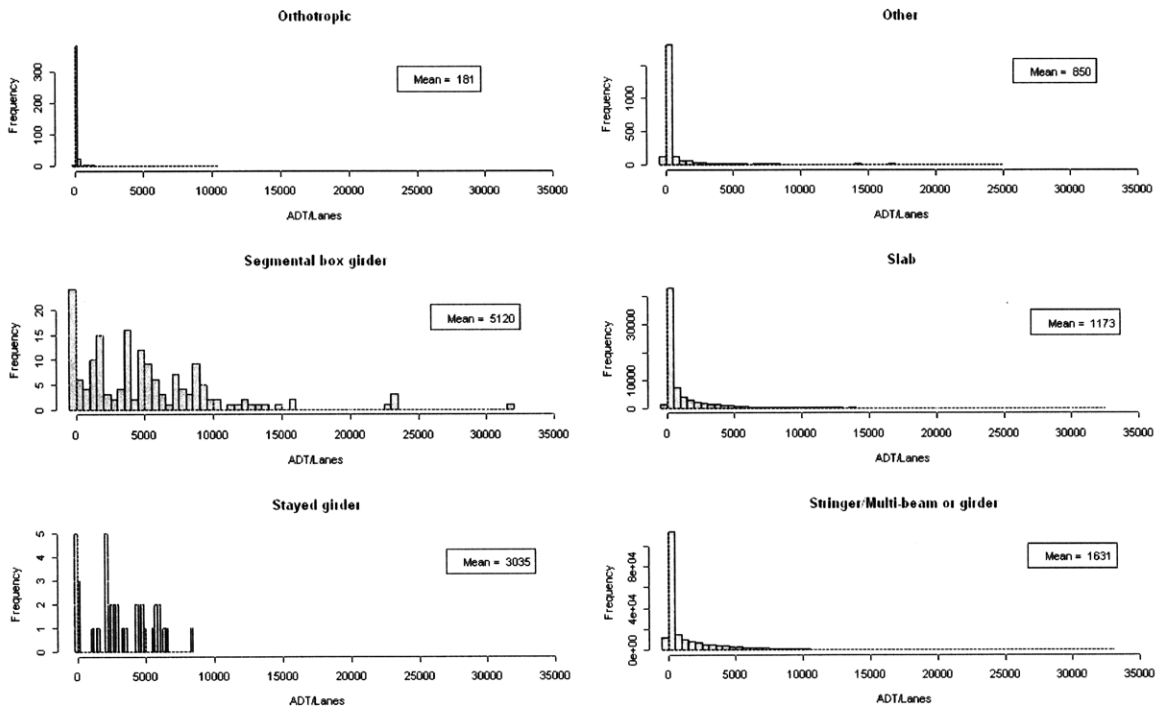 Orthotropic
Mean = 181
Frequency
0 100 200 300
0 5000 10000 15000 20000 25000 30000 35000
ADT/Lanes
Other
Mean = 850
Frequency
0 500 1000
0 5000 10000 15000 20000 25000 30000 35000
ADT/Lanes
Segmental box girder
Mean = 5120
Frequency
0 5 10 15 20
0 5000 10000 15000 20000 25000 30000 35000
ADT/Lanes
Slab
Mean = 1173
Frequency
0 10000 30000
0 5000 10000 15000 20000 25000 30000 35000
ADT/Lanes
Stayed girder
Mean = 3035
Frequency
0 1 2 3 4 5
0 5000 10000 15000 20000 25000 30000 35000
ADT/Lanes
Stringer/Multi-beam or girder
Mean = 1631
Frequency
0e+00 4e+04 8e+04
0 5000 10000 15000 20000 25000 30000 35000
ADT/Lanes